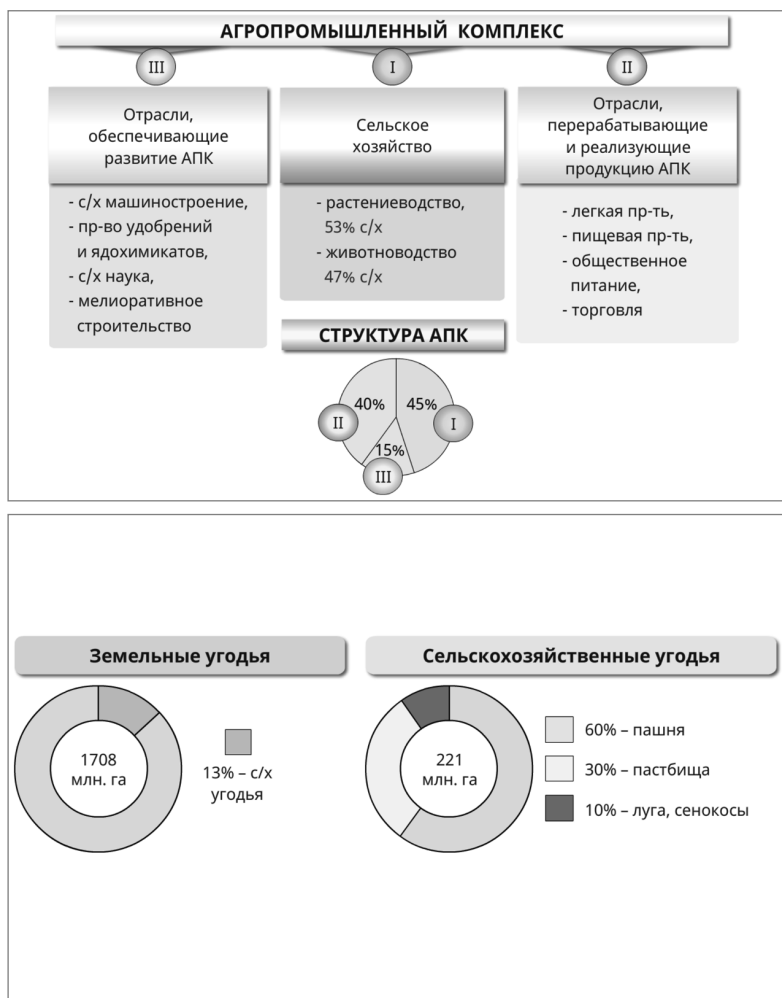 АГРОПРОМЫШЛЕННЫЙ КОМПЛЕКС
III
Отрасли,
обеспечивающие
развитие АПК
- с/х машиностроение,
- пр-во удобрений
и ядохимикатов,
- с/х наука,
- мелиоративное
строительство
I
Сельское
хозяйство
- растениеводство,
53% с/х
- животноводство
47% с/х
II
Отрасли,
перерабатывающие
и реализующие
продукцию АПК
- легкая пр-ть,
- пищевая пр-ть,
- общественное
питание,
- торговля
СТРУКТУРА АПК
40%
45%
II
I
15%
III
Земельные угодья
1708
млн. га
13% – с/х
угодья
Сельскохозяйственные угодья
221
млн. га
60% – пашня
30% – пастбища
10% – луга, сенокосы